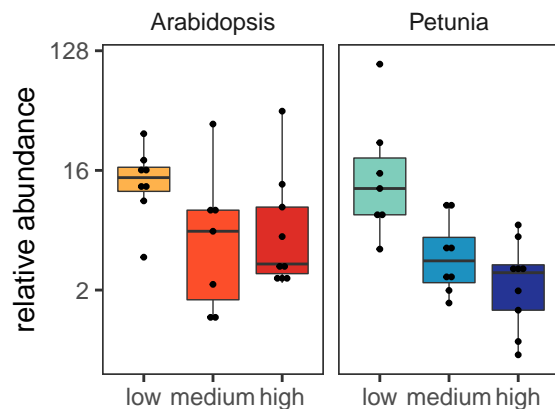 Arabidopsis Petunia
128
16
2
relative abundance
low medium high low medium high